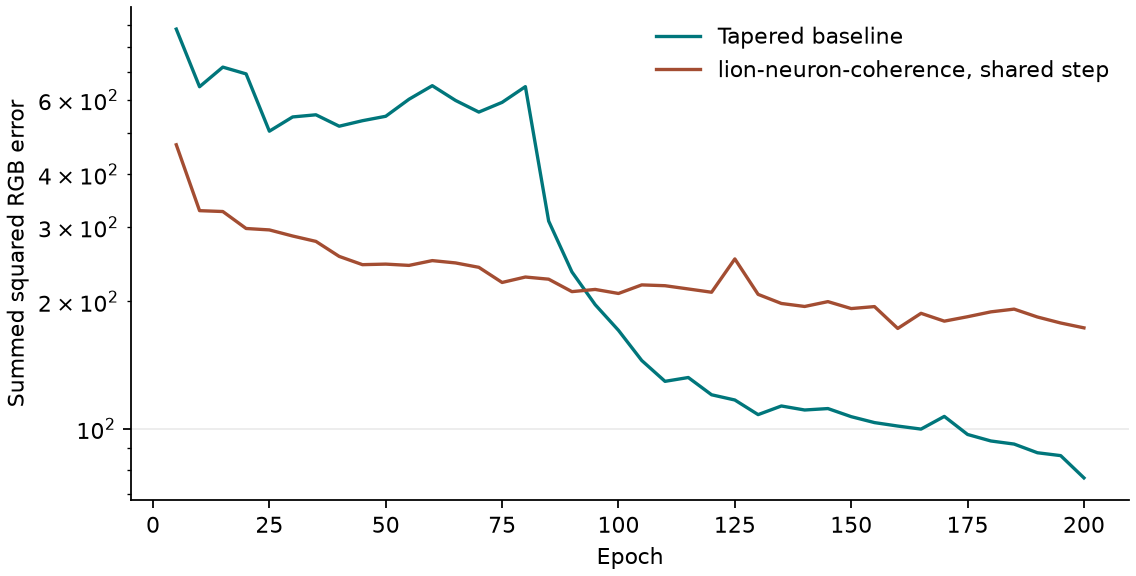 Tapered baseline
lion-neuron-coherence, shared step
Summed squared RGB error
6 × 10²
4 × 10²
3 × 10²
2 × 10²
10²
0 25 50 75 100 125 150 175 200
Epoch